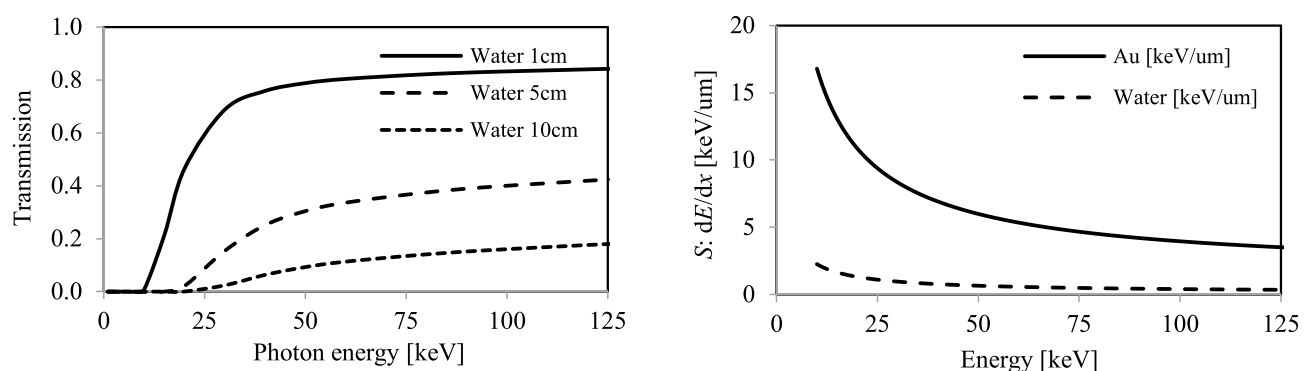 1.0
0.8
0.6
0.4
0.2
0.0
Transmission
Water 1cm
Water 5cm
Water 10cm
0 25 50 75 100 125
Photon energy [keV]
20
15
10
5
0
S: dE/dx [keV/um]
Au [keV/um]
Water [keV/um]
0 25 50 75 100 125
Energy [keV]